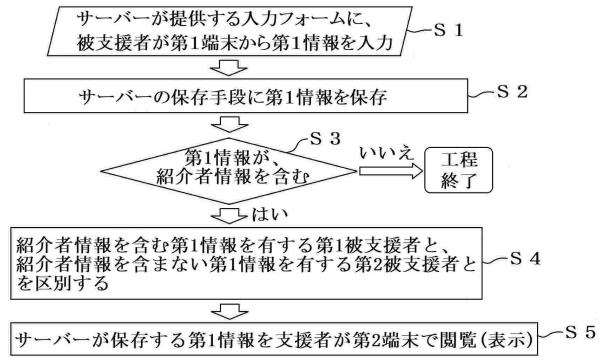 サーバーが提供する入力フォームに、
被支援者が第1端末から第1情報を入力
S1
サーバーの保存手段に第1情報を保存
S2
S3
第1情報が、
紹介者情報を含む
いいえ
工程
終了
はい
紹介者情報を含む第1情報を有する第1被支援者と、
紹介者情報を含まない第1情報を有する第2被支援者と
を区別する
S4
サーバーが保存する第1情報を支援者が第2端末で閲覧(表示)
S5